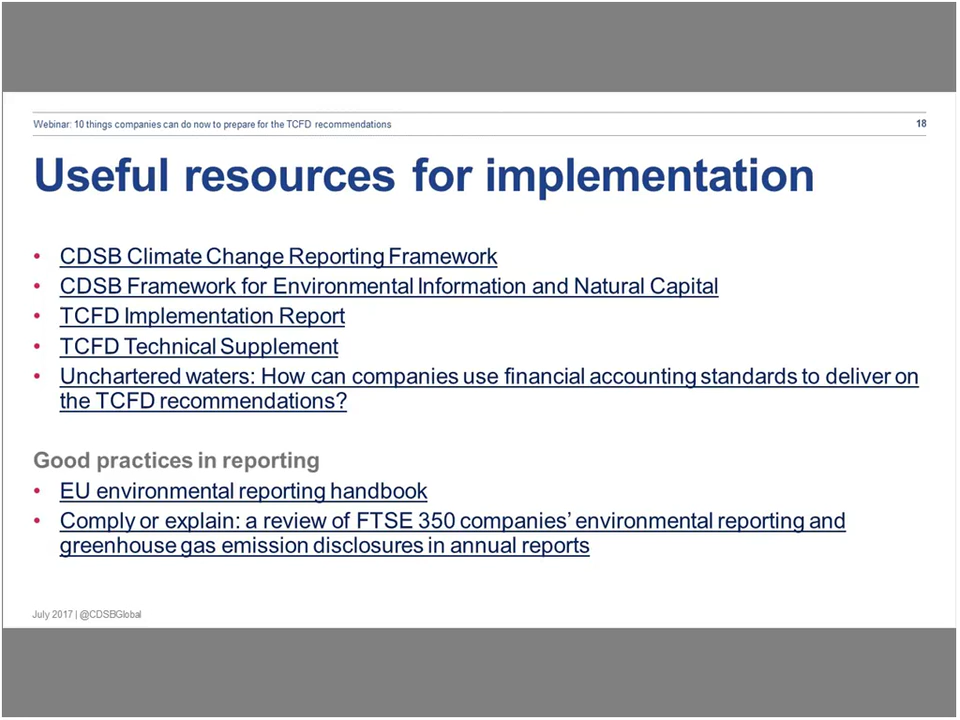 Webinar: 10 things companies can do now to prepare for the TCFD recommendations
18
Useful resources for implementation
• CDSB Climate Change Reporting Framework
• CDSB Framework for Environmental Information and Natural Capital
• TCFD Implementation Report
• TCFD Technical Supplement
• Unchartered waters: How can companies use financial accounting standards to deliver on
the TCFD recommendations?
Good practices in reporting
• EU environmental reporting handbook
• Comply or explain: a review of FTSE 350 companies’ environmental reporting and
greenhouse gas emission disclosures in annual reports
July 2017 | @CDSBGlobal